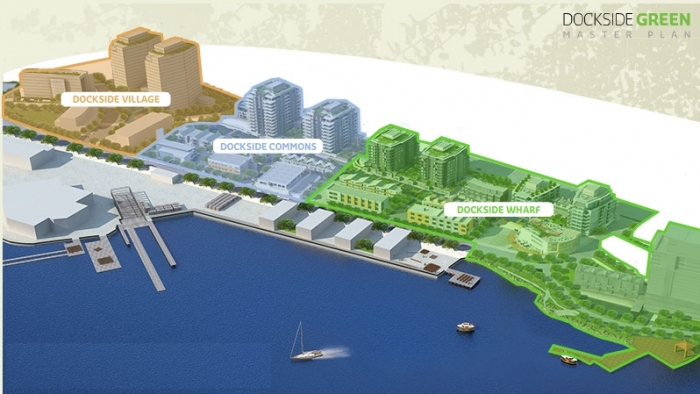 DOCKSIDE GREEN
MASTER PLAN
DOCKSIDE VILLAGE
DOCKSIDE COMMONS
DOCKSIDE WHARF